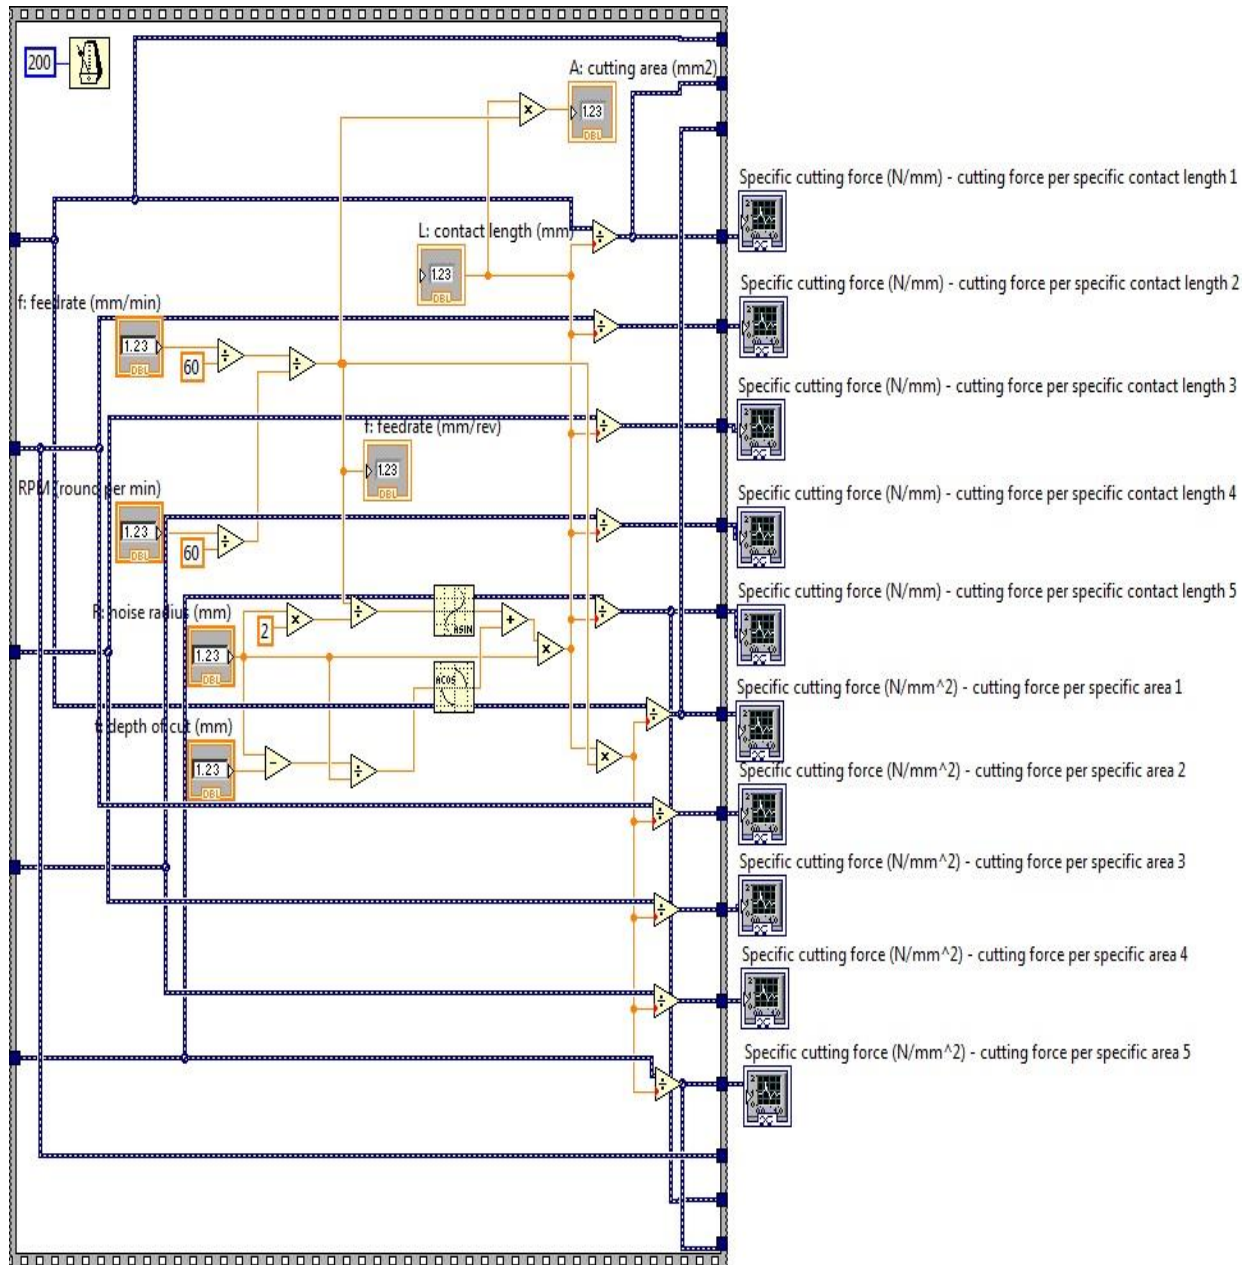 200
A: cutting area (mm2)
1.23
DBL
Specific cutting force (N/mm) - cutting force per specific contact length 1
L: contact length (mm)
1.23
DBL
Specific cutting force (N/mm) - cutting force per specific contact length 2
f: feedrate (mm/min)
1.23
DBL
60
Specific cutting force (N/mm) - cutting force per specific contact length 3
f: feedrate (mm/rev)
1.23
DBL
RPM (round per min)
1.23
DBL
60
Specific cutting force (N/mm) - cutting force per specific contact length 4
Specific cutting force (N/mm) - cutting force per specific contact length 5
R: noise radius (mm)
1.23
DBL
2
ASIN
ACOS
Specific cutting force (N/mm^2) - cutting force per specific area 1
t: depth of cut (mm)
1.23
DBL
Specific cutting force (N/mm^2) - cutting force per specific area 2
Specific cutting force (N/mm^2) - cutting force per specific area 3
Specific cutting force (N/mm^2) - cutting force per specific area 4
Specific cutting force (N/mm^2) - cutting force per specific area 5